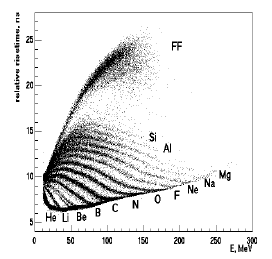 relative risetime, ns
25
20
15
10
5
FF
Si
Al
Mg
Na
Ne
F
O
N
C
B
Be
Li
He
0 50 100 150 200 250 300
E, MeV